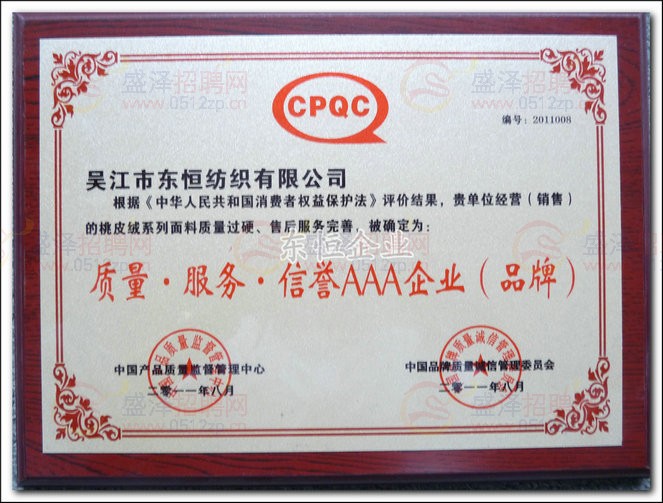 CPQC
编号：2011008
吴江市东恒纺织有限公司
根据《中华人民共和国消费者权益保护法》评价结果，贵单位经营（销售）
的桃皮绒系列面料质量过硬、售后服务完善，被确定为：
东恒企业
质量·服务·信誉AAA企业（品牌）
中国产品质量监督管理中心
二零一一年八月
中国品牌质量诚信管理委员会
二零一一年八月
盛泽招聘网
www.0512zp.cn